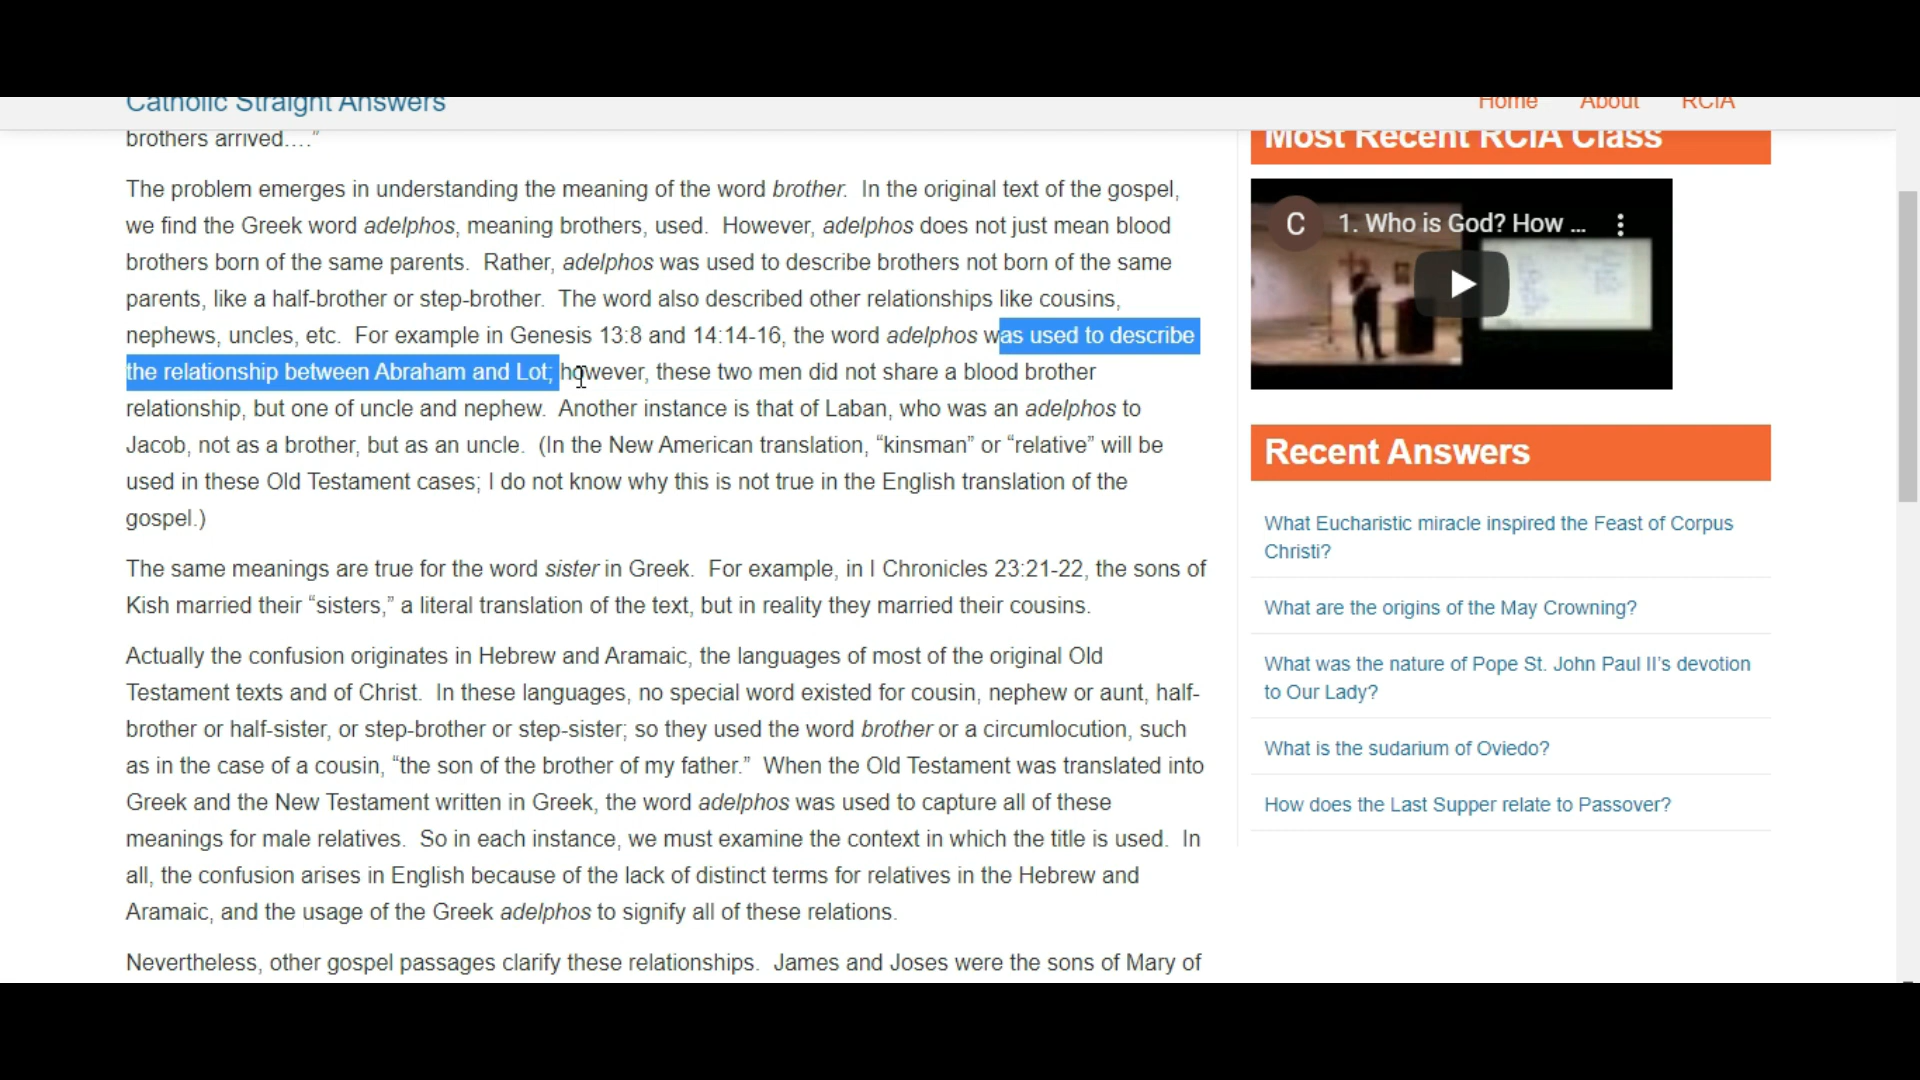 Catholic Straight Answers
Home About RCIA
brothers arrived….”
The problem emerges in understanding the meaning of the word brother. In the original text of the gospel,
we find the Greek word adelphos, meaning brothers, used. However, adelphos does not just mean blood
brothers born of the same parents. Rather, adelphos was used to describe brothers not born of the same
parents, like a half-brother or step-brother. The word also described other relationships like cousins,
nephews, uncles, etc. For example in Genesis 13:8 and 14:14-16, the word adelphos was used to describe
the relationship between Abraham and Lot; however, these two men did not share a blood brother
relationship, but one of uncle and nephew. Another instance is that of Laban, who was an adelphos to
Jacob, not as a brother, but as an uncle. (In the New American translation, “kinsman” or “relative” will be
used in these Old Testament cases; I do not know why this is not true in the English translation of the
gospel.)
The same meanings are true for the word sister in Greek. For example, in I Chronicles 23:21-22, the sons of
Kish married their “sisters,” a literal translation of the text, but in reality they married their cousins.
Actually the confusion originates in Hebrew and Aramaic, the languages of most of the original Old
Testament texts and of Christ. In these languages, no special word existed for cousin, nephew or aunt, half-
brother or half-sister, or step-brother or step-sister; so they used the word brother or a circumlocution, such
as in the case of a cousin, “the son of the brother of my father.” When the Old Testament was translated into
Greek and the New Testament written in Greek, the word adelphos was used to capture all of these
meanings for male relatives. So in each instance, we must examine the context in which the title is used. In
all, the confusion arises in English because of the lack of distinct terms for relatives in the Hebrew and
Aramaic, and the usage of the Greek adelphos to signify all of these relations.
Nevertheless, other gospel passages clarify these relationships. James and Joses were the sons of Mary of
Most Recent RCIA Class
C 1. Who is God? How ...
Recent Answers
What Eucharistic miracle inspired the Feast of Corpus
Christi?
What are the origins of the May Crowning?
What was the nature of Pope St. John Paul II’s devotion
to Our Lady?
What is the sudarium of Oviedo?
How does the Last Supper relate to Passover?